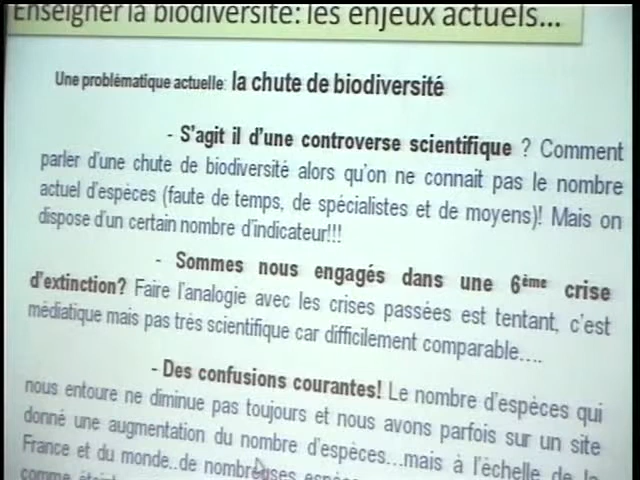 Enseigner la biodiversité: les enjeux actuels...
Une problématique actuelle: la chute de biodiversité
- S'agit il d'une controverse scientifique ? Comment
parler d'une chute de biodiversité alors qu'on ne connait pas le nombre
actuel d'espèces (faute de temps, de spécialistes et de moyens)! Mais on
dispose d'un certain nombre d'indicateur!!!
- Sommes nous engagés dans une 6ème crise
d'extinction? Faire l'analogie avec les crises passées est tentant, c'est
médiatique mais pas très scientifique car difficilement comparable....
- Des confusions courantes! Le nombre d'espèces qui
nous entoure ne diminue pas toujours et nous avons parfois sur un site
donné une augmentation du nombre d'espèces...mais à l'échelle de la
France et du monde..de nombreuses espèces
comme